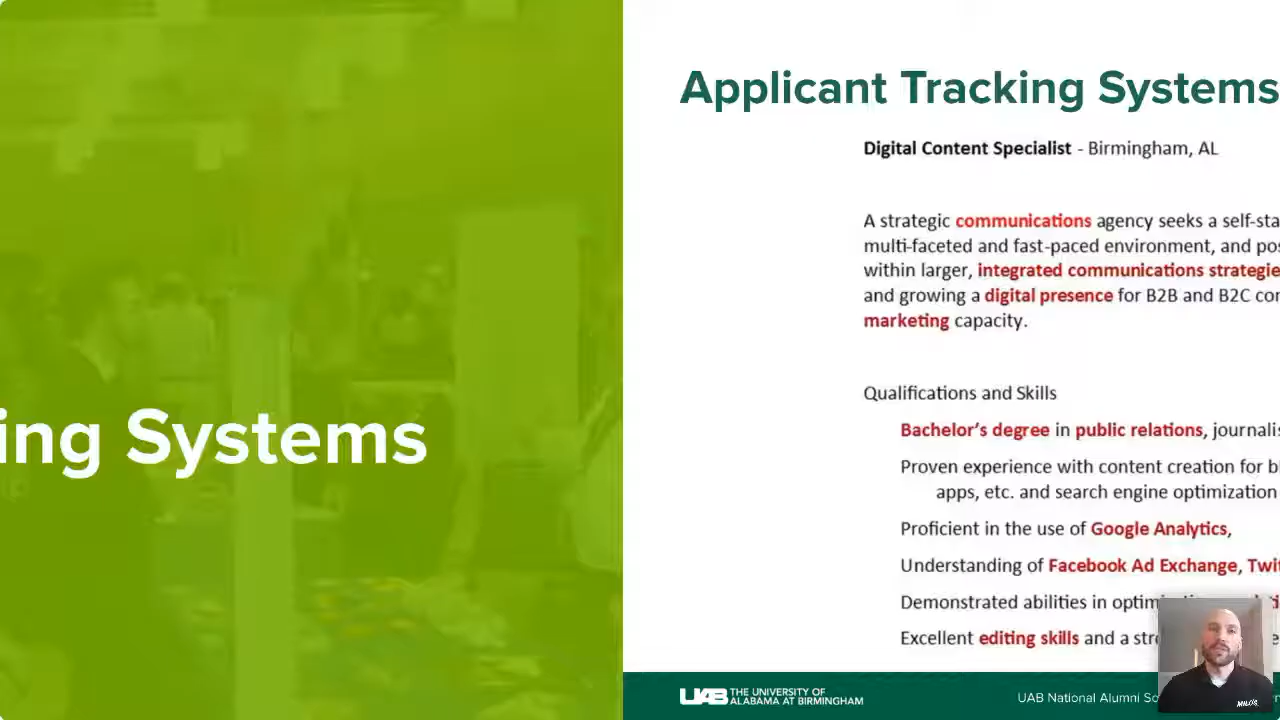 ing Systems
Applicant Tracking Systems
Digital Content Specialist - Birmingham, AL
A strategic communications agency seeks a self-sta
multi-faceted and fast-paced environment, and pos
within larger, integrated communications strategie
and growing a digital presence for B2B and B2C co
marketing capacity.
Qualifications and Skills
Bachelor's degree in public relations, journalis
Proven experience with content creation for bl
apps, etc. and search engine optimization
Proficient in the use of Google Analytics,
Understanding of Facebook Ad Exchange, Twit
Demonstrated abilities in optim
Excellent editing skills and a str
UAB THE UNIVERSITY OF
ALABAMA AT BIRMINGHAM
UAB National Alumni So
MILO'S